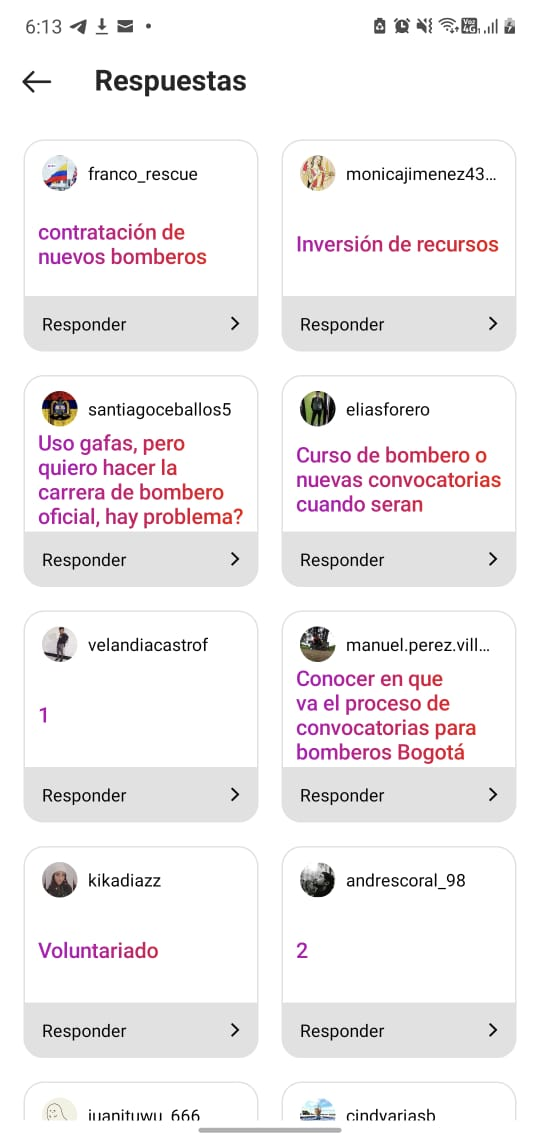 6:13
Respuestas
franco_rescue
contratación de
nuevos bomberos
Responder
monicajimenez43...
Inversión de recursos
Responder
santiagoceballos5
Uso gafas, pero
quiero hacer la
carrera de bombero
oficial, hay problema?
Responder
eliasforero
Curso de bombero o
nuevas convocatorias
cuando seran
Responder
velandiacastrof
1
Responder
manuel.perez.vill...
Conocer en que
va el proceso de
convocatorias para
bomberos Bogotá
Responder
kikadiazz
Voluntariado
Responder
andrescoral_98
2
Responder
juanituwu_666
cindyariasb